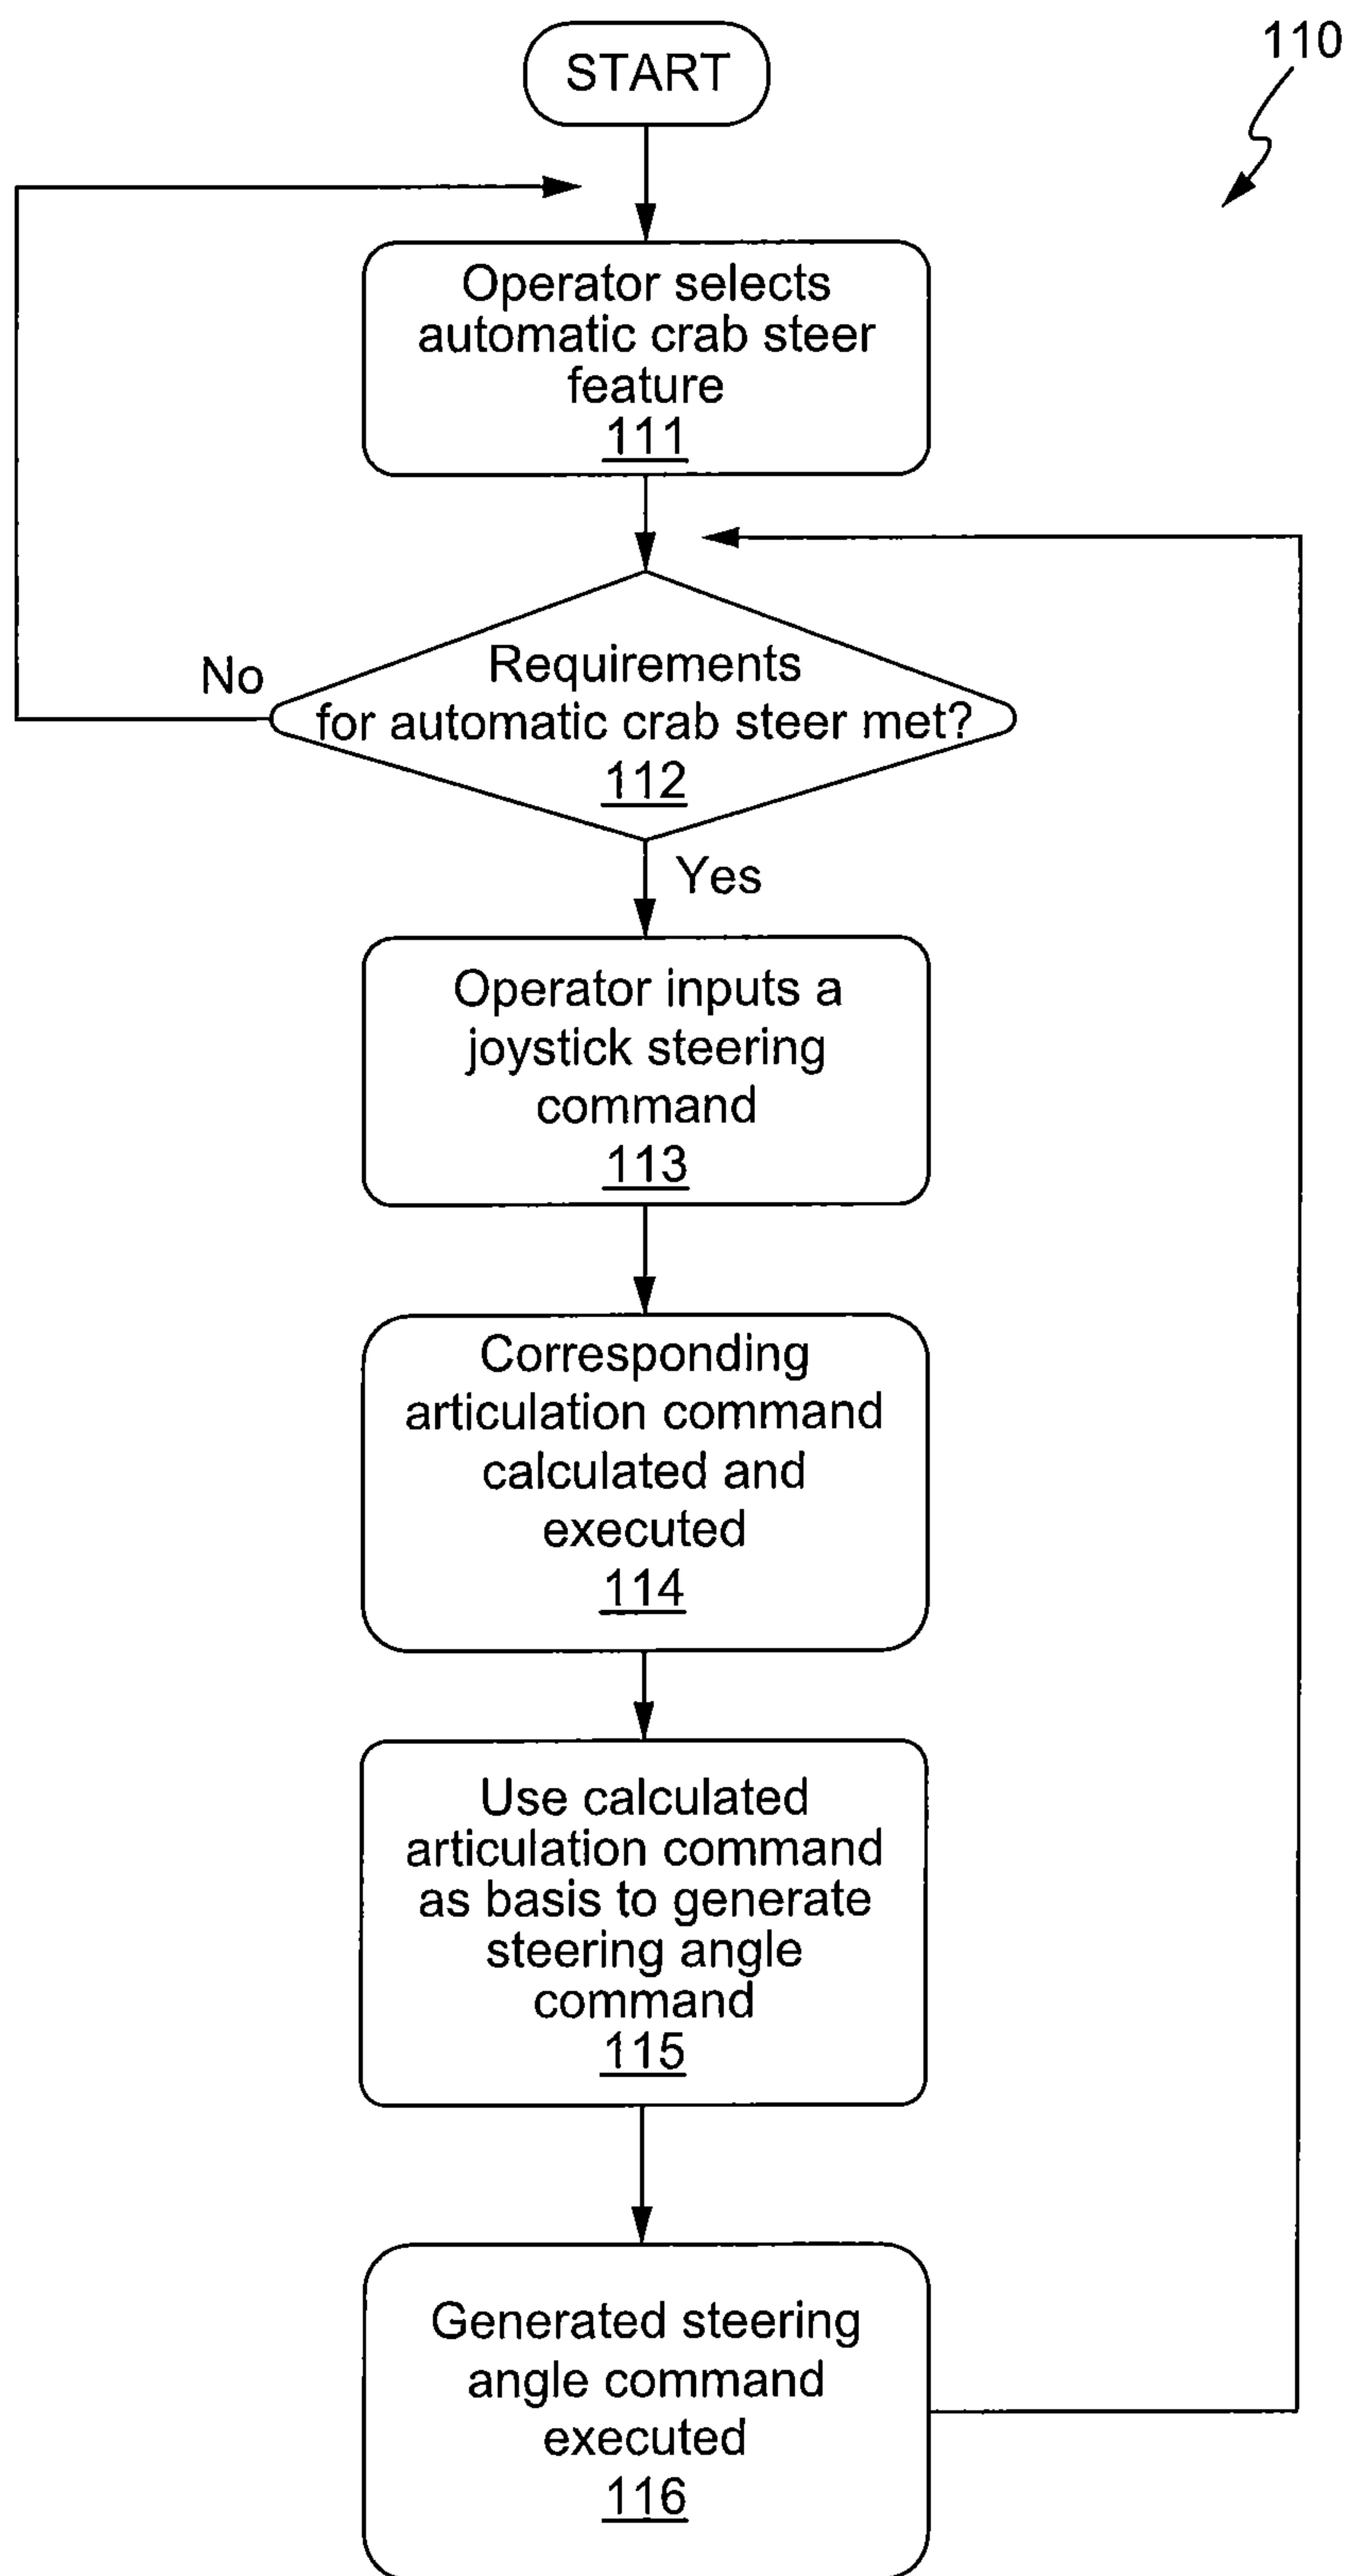 START
110
Operator selects
automatic crab steer
feature
111
No
Requirements
for automatic crab steer met?
112
Yes
Operator inputs a
joystick steering
command
113
Corresponding
articulation command
calculated and
executed
114
Use calculated
articulation command
as basis to generate
steering angle
command
115
Generated steering
angle command
executed
116